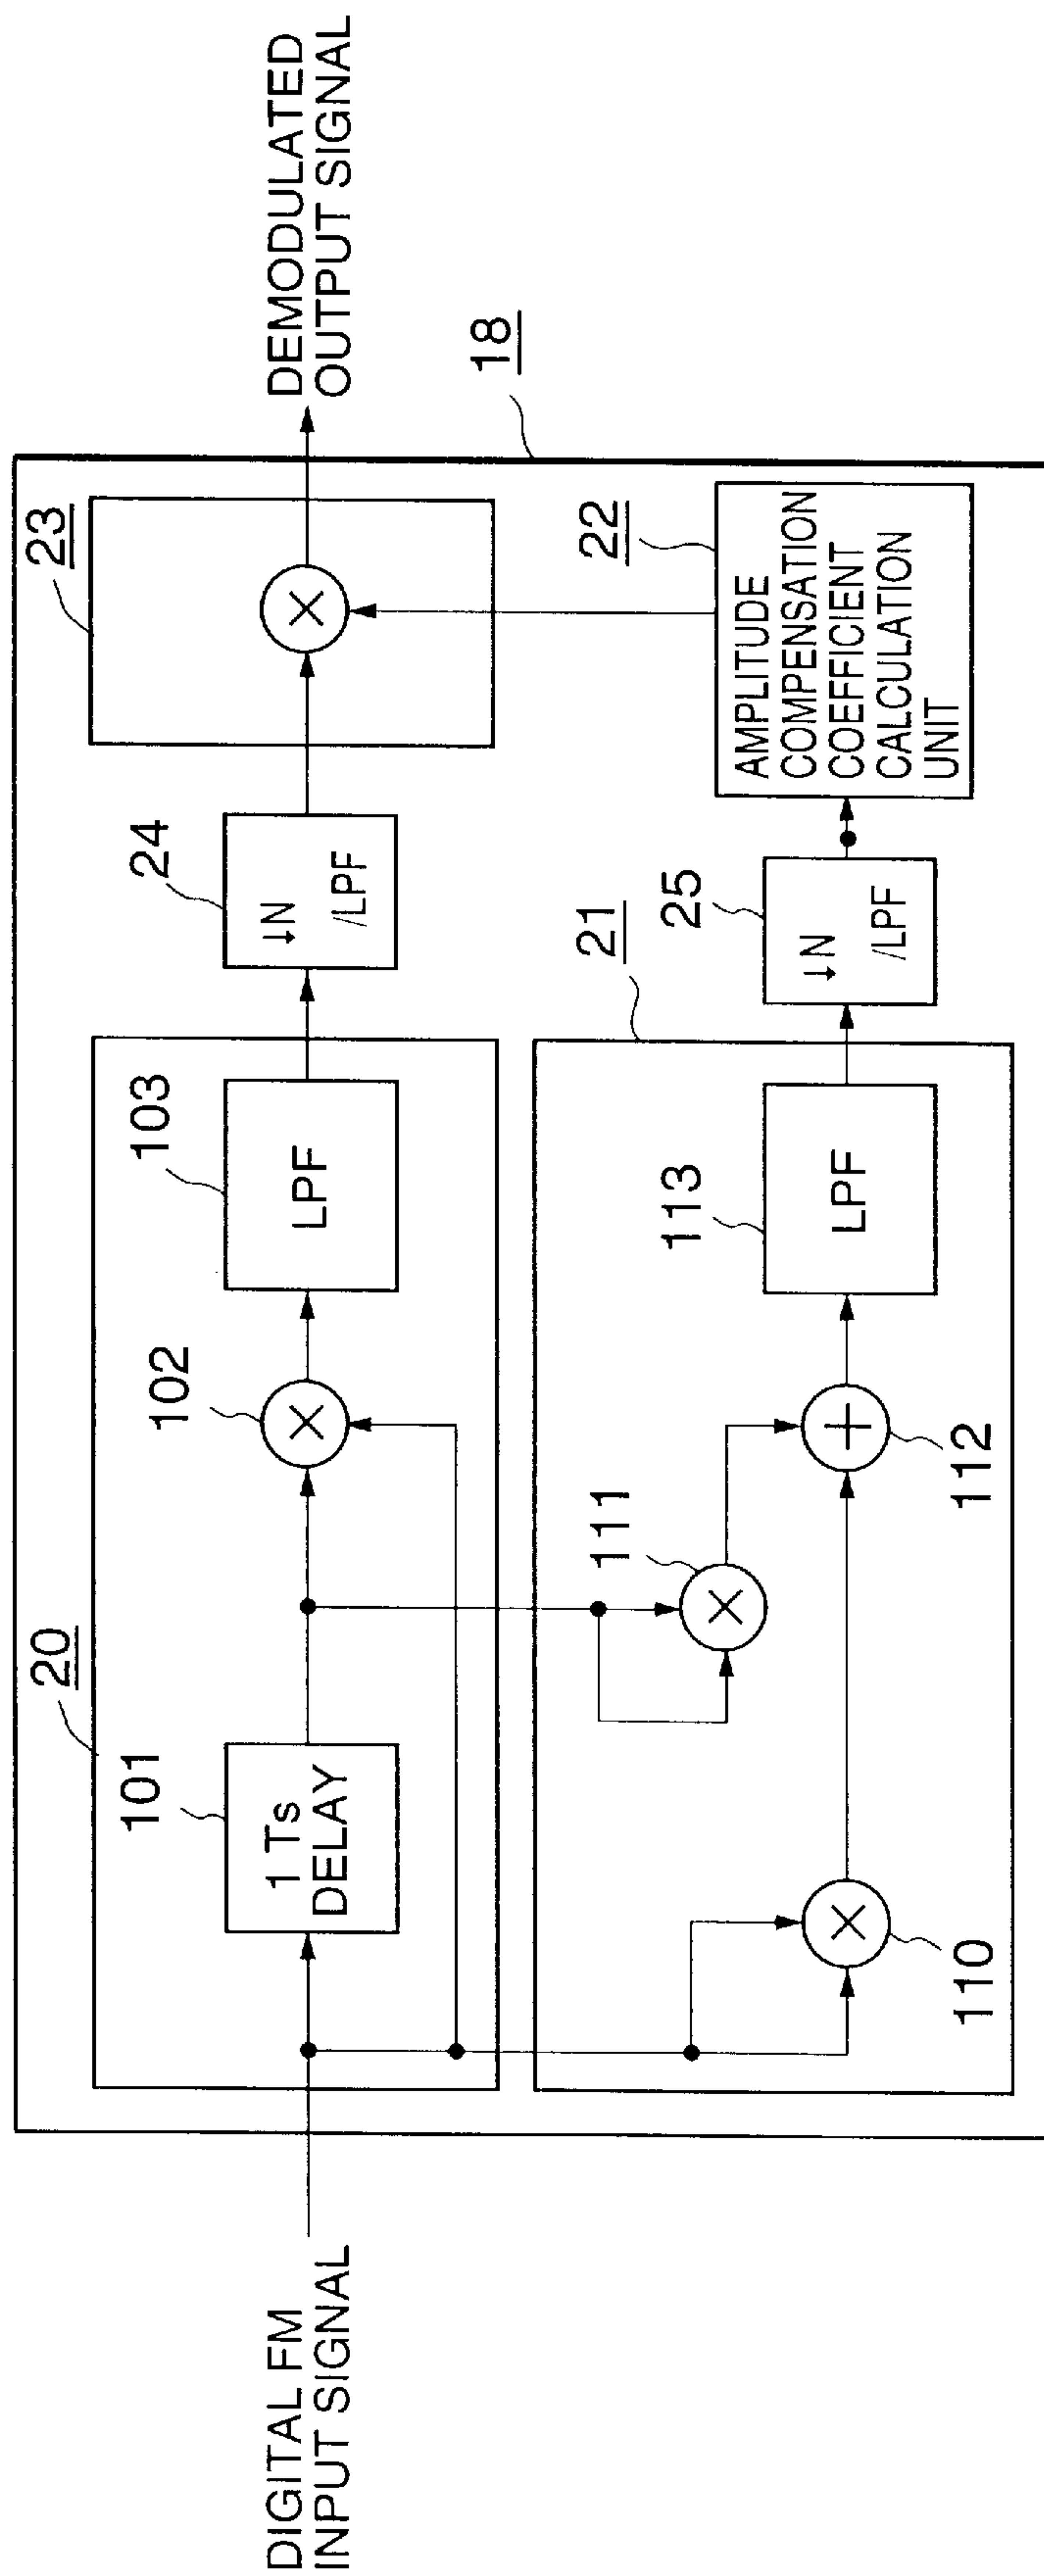 DIGITAL FM
INPUT SIGNAL
20
101
1 Ts
DELAY
102
×
103
LPF
24
↓N
/LPF
23
×
DEMODULATED
OUTPUT SIGNAL
18
110
×
111
×
112
+
113
LPF
21
25
↓N
/LPF
22
AMPLITUDE
COMPENSATION
COEFFICIENT
CALCULATION
UNIT